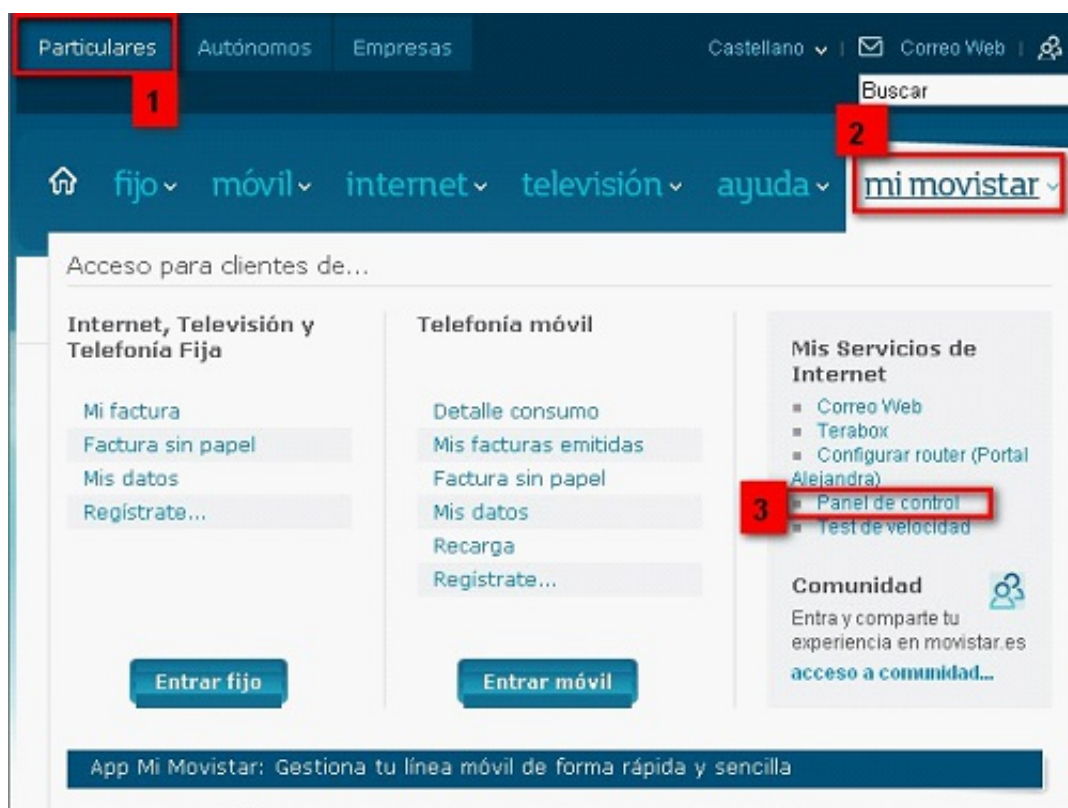 Particulares Autónomos Empresas Castellano Correo Web
1
Buscar
2
fijo móvil internet televisión ayuda mi movistar
Acceso para clientes de...
Internet, Televisión y
Telefonía Fija
Mi factura
Factura sin papel
Mis datos
Regístrate...
Entrar fijo
Telefonía móvil
Detalle consumo
Mis facturas emitidas
Factura sin papel
Mis datos
Recarga
Regístrate...
Entrar móvil
Mis Servicios de
Internet
Correo Web
Terabox
Configurar router (Portal
Alejandra)
3 Panel de control
Test de velocidad
Comunidad
Entra y comparte tu
experiencia en movistar.es
acceso a comunidad...
App Mi Movistar: Gestiona tu línea móvil de forma rápida y sencilla